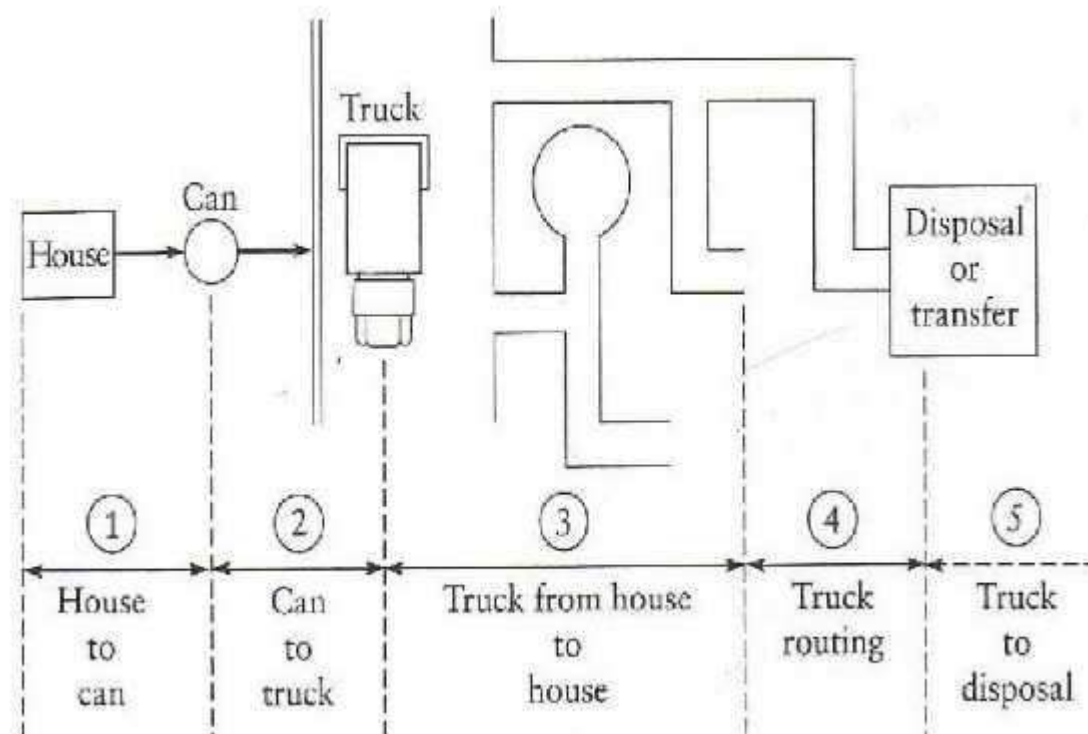 Truck
Can
House
Disposal
or
transfer
1
2
3
4
5
House
to
can
Can
to
truck
Truck from house
to
house
Truck
routing
Truck
to
disposal